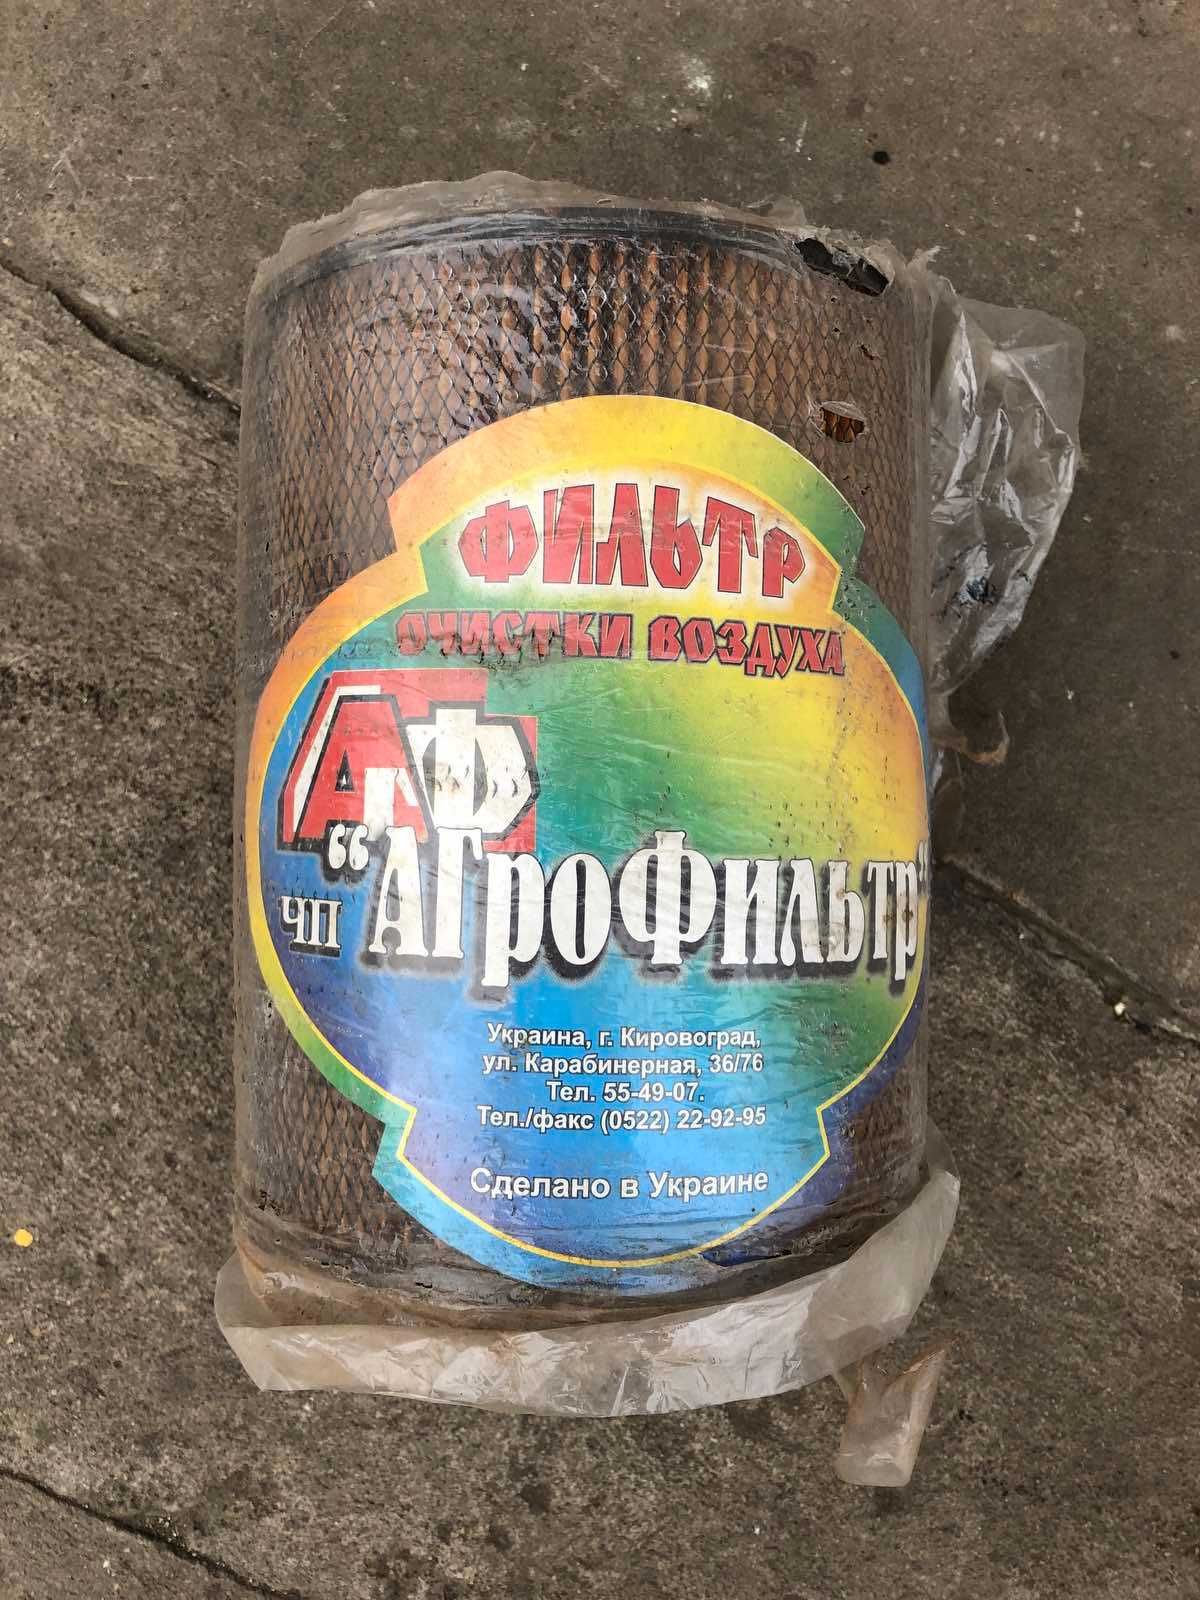 ФИЛЬТР
ОЧИСТКИ ВОЗДУХА
АФ
ЧП "АГроФильтр"
Украина, г. Кировоград,
ул. Карабинерная, 36/76
Тел. 55-49-07.
Тел./факс (0522) 22-92-95
Сделано в Украине